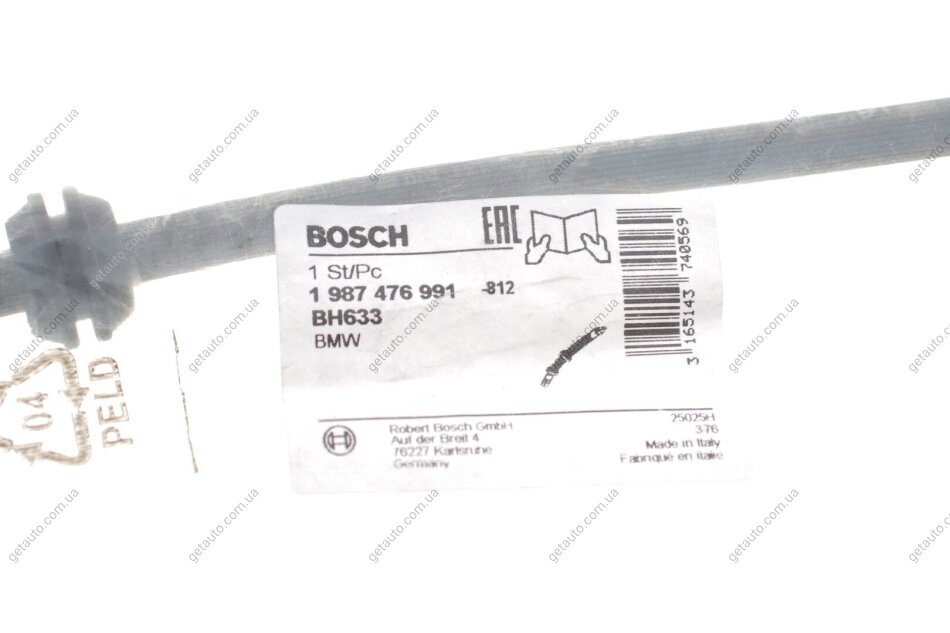 BOSCH
EAC
1 St/Pc
1 987 476 991 -812
BH633
BMW
3 165143 740569
Robert Bosch GmbH
Auf der Breit 4
76227 Karlsruhe
Germany
25025H
376
Made in Italy
Fabriqué en Italie
04
PELD
getauto.com.ua